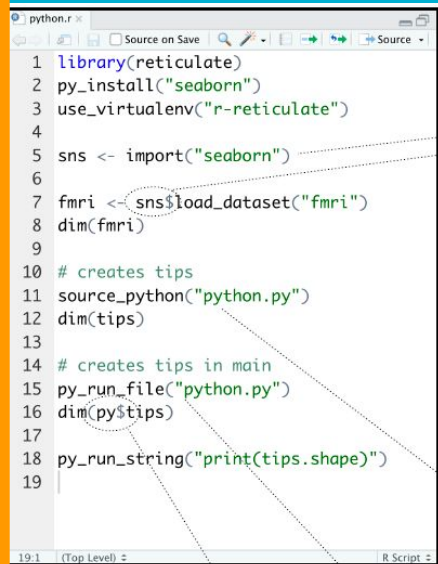 python.r
Source on Save
Source
1 library(reticulate)
2 py_install("seaborn")
3 use_virtualenv("r-reticulate")
4
5 sns <- import("seaborn")
6
7 fmri <- sns$load_dataset("fmri")
8 dim(fmri)
9
10 # creates tips
11 source_python("python.py")
12 dim(tips)
13
14 # creates tips in main
15 py_run_file("python.py")
16 dim(py$tips)
17
18 py_run_string("print(tips.shape)")
19
19:1 (Top Level) R Script